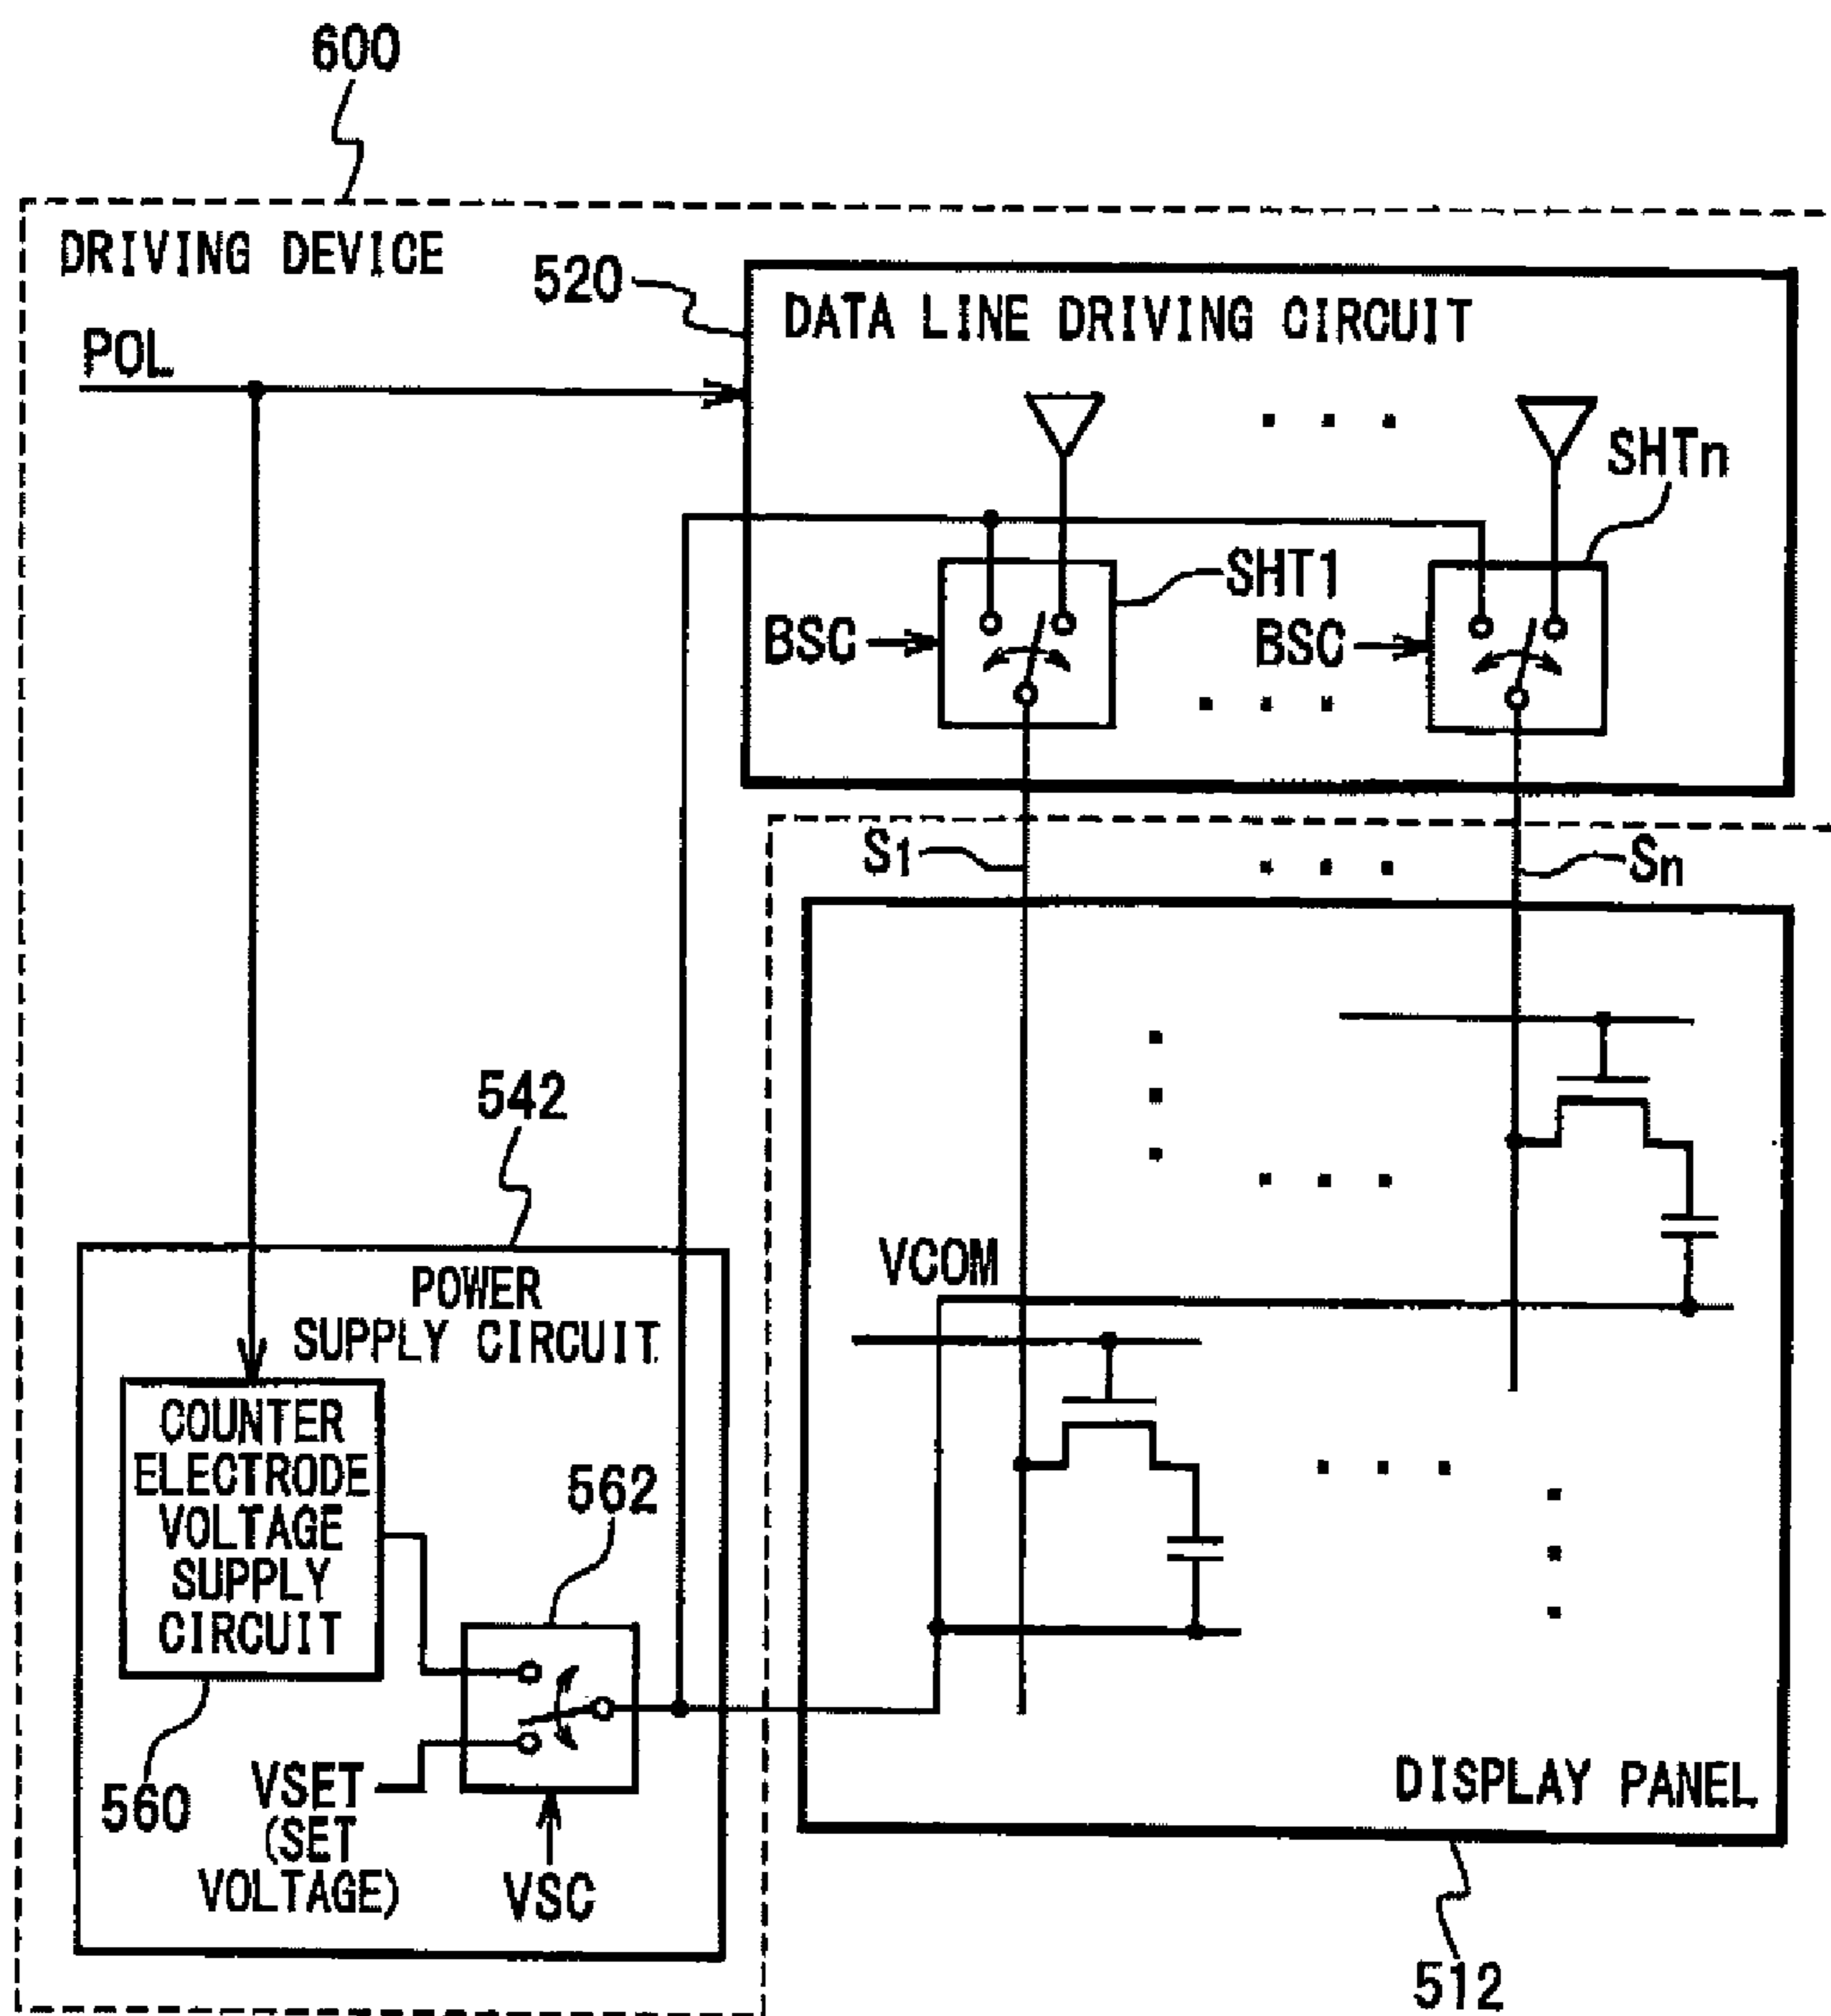 600
DRIVING DEVICE
520
DATA LINE DRIVING CIRCUIT
POL
SHTn
SHT1
BSC
BSC
S1
Sn
542
POWER
SUPPLY CIRCUIT
VCOM
COUNTER
ELECTRODE
VOLTAGE
SUPPLY
CIRCUIT
562
560
VSET
(SET
VOLTAGE)
VSC
DISPLAY PANEL
512